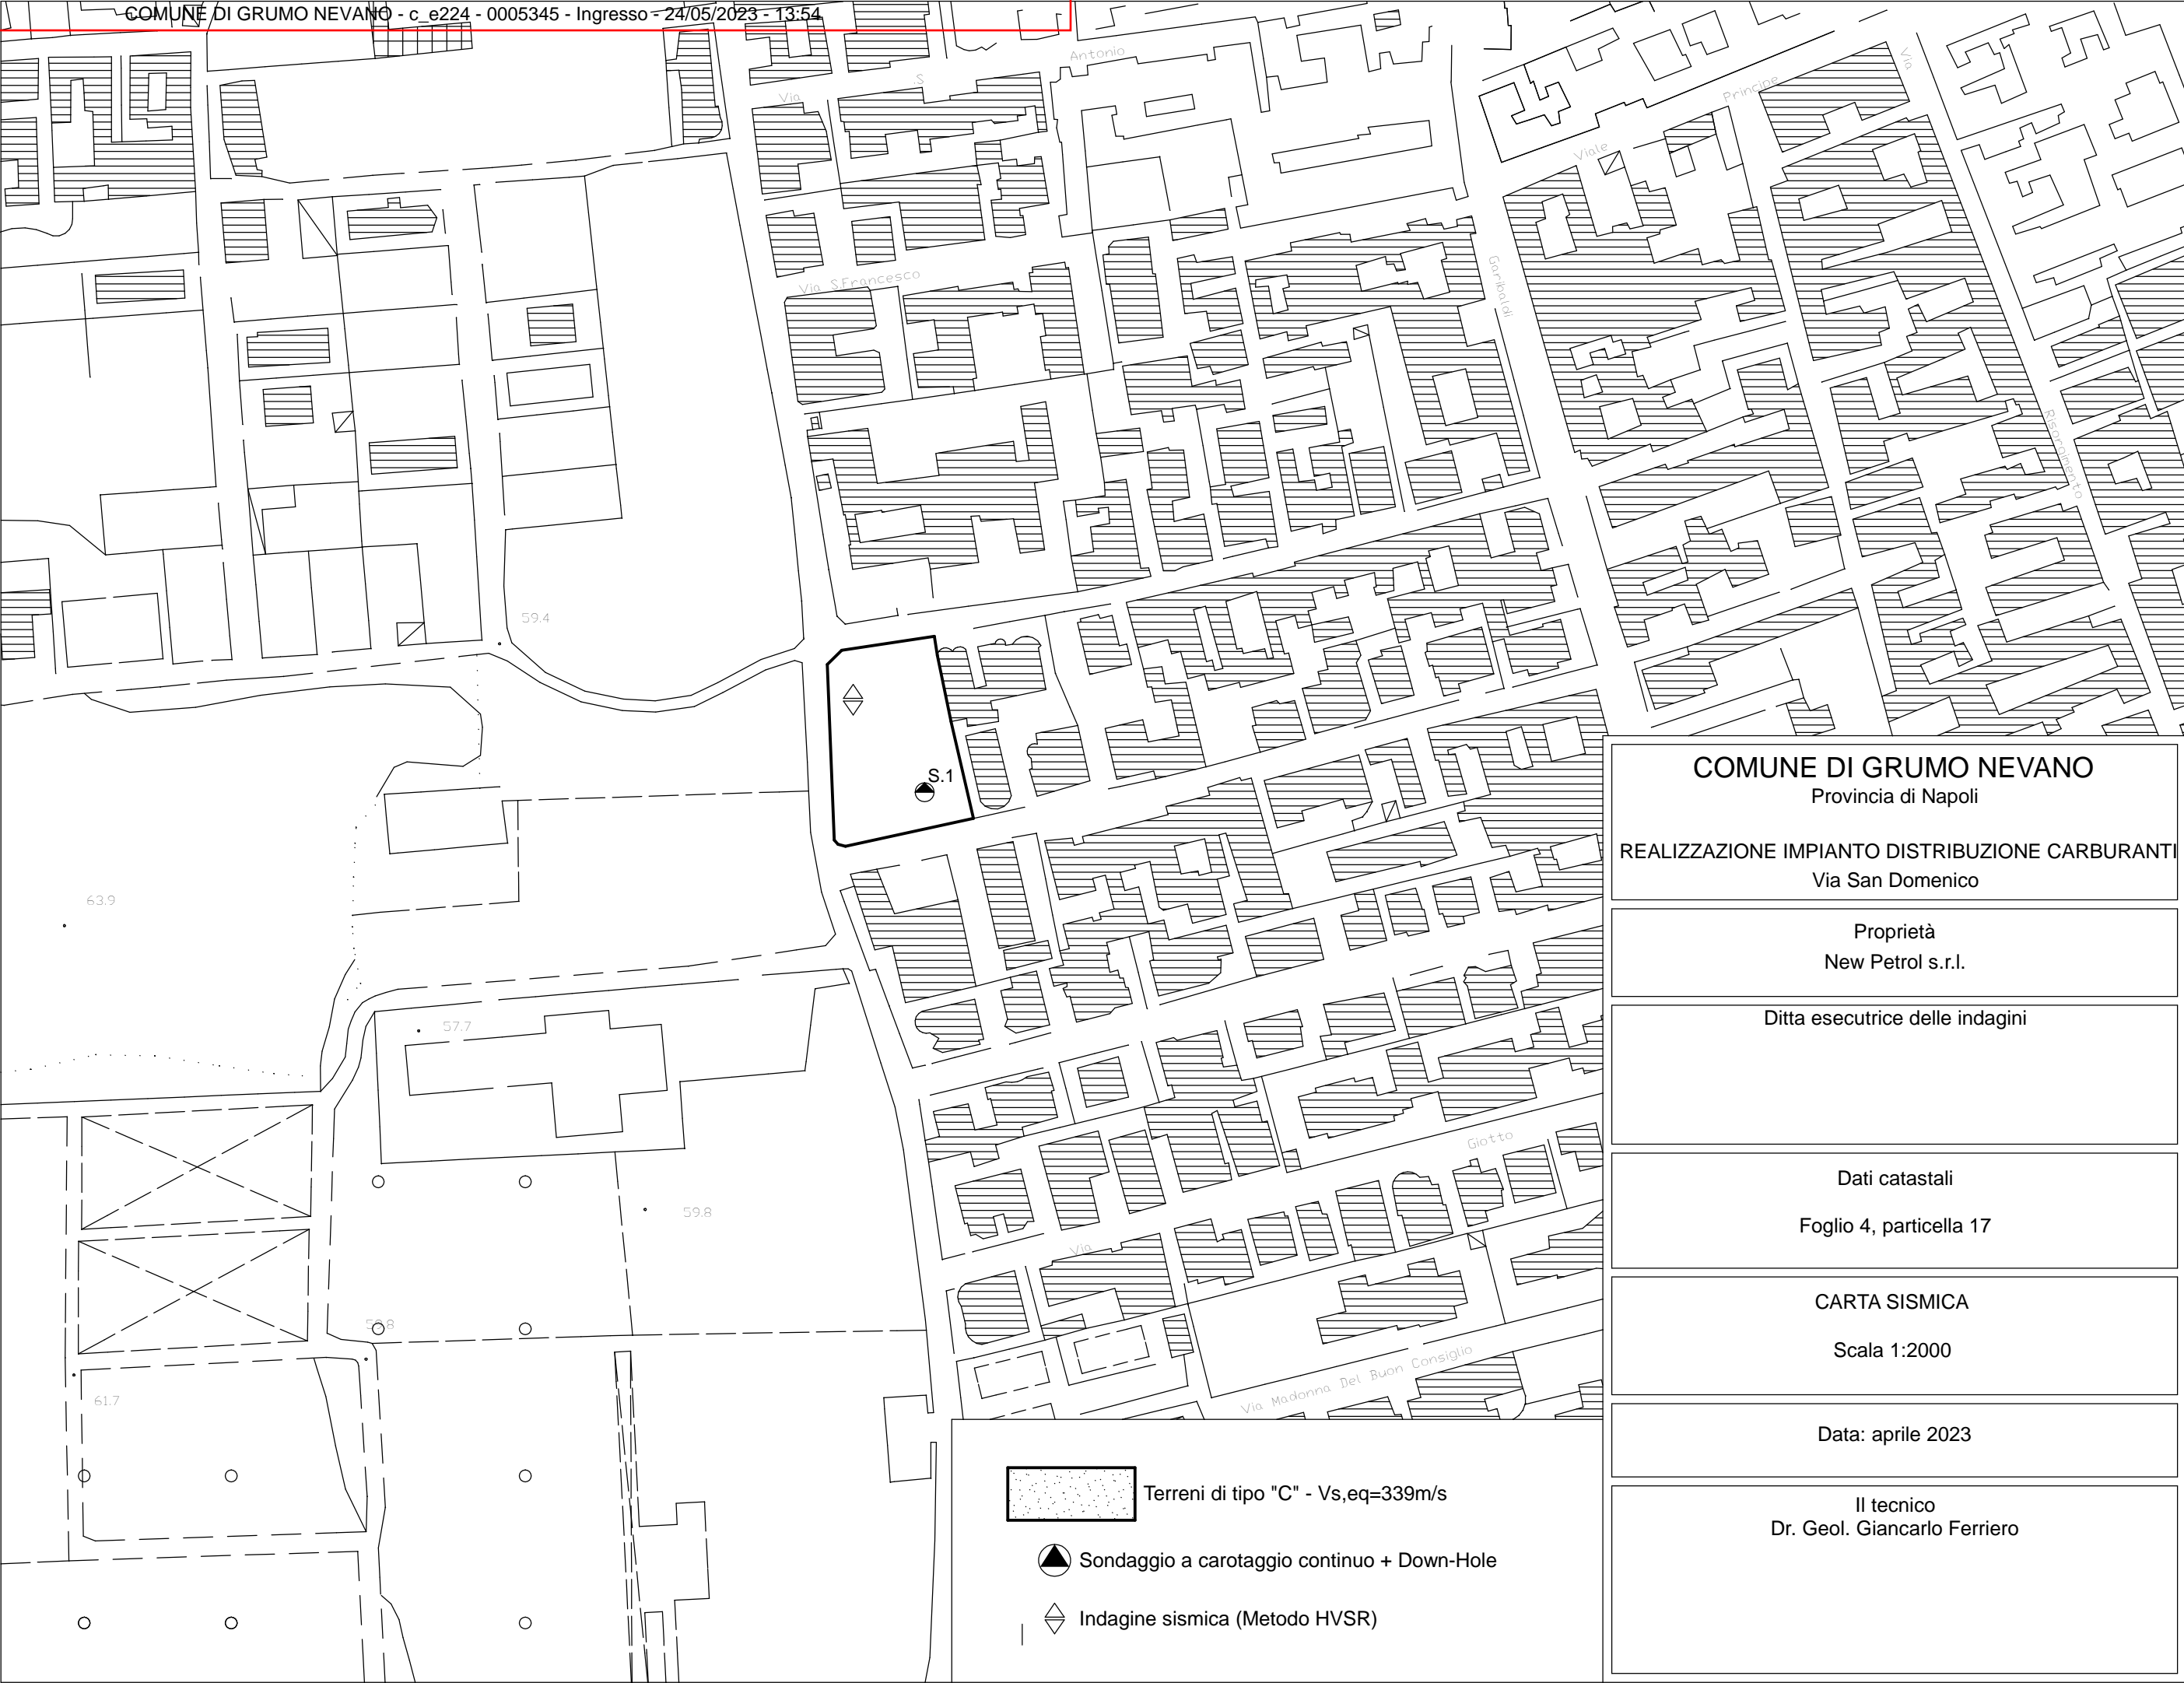 COMUNE DI GRUMO NEVANO - c_e224 - 0005345 - Ingresso - 24/05/2023 - 13:54
Antonio
S
Via
Via
Principe
Viale
Via S.Francesco
Garibaldi
Risorgimento
59.4
S.1
63.9
57.7
59.8
Giotto
Via
59.8
61.7
Via Madonna Del Buon Consiglio
COMUNE DI GRUMO NEVANO
Provincia di Napoli
REALIZZAZIONE IMPIANTO DISTRIBUZIONE CARBURANTI
Via San Domenico
Proprietà
New Petrol s.r.l.
Ditta esecutrice delle indagini
Dati catastali
Foglio 4, particella 17
CARTA SISMICA
Scala 1:2000
Data: aprile 2023
Il tecnico
Dr. Geol. Giancarlo Ferriero
Terreni di tipo "C" - Vs,eq=339m/s
Sondaggio a carotaggio continuo + Down-Hole
Indagine sismica (Metodo HVSR)